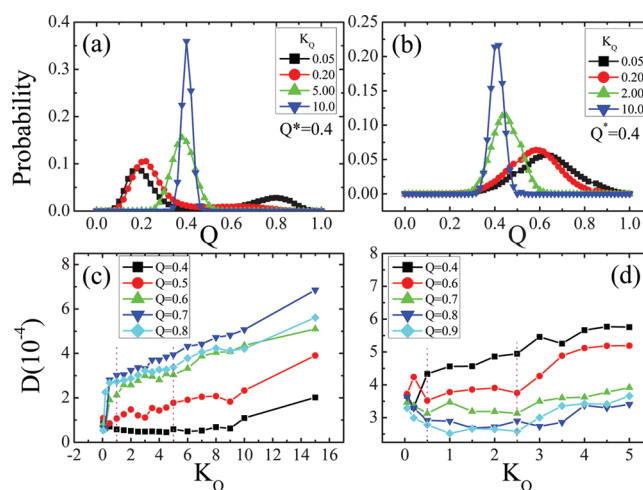 (a)
K_Q
0.05
0.20
5.00
10.0
Q*=0.4
0.4
0.3
0.2
0.1
0.0
0.0 0.2 0.4 0.6 0.8 1.0
Q
Probability
(b)
K_Q
0.05
0.20
2.00
10.0
Q*=0.4
0.25
0.20
0.15
0.10
0.05
0.00
0.0 0.2 0.4 0.6 0.8 1.0
Q
(c)
Q=0.4
Q=0.5
Q=0.6
Q=0.7
Q=0.8
8
6
4
2
0
-2 0 2 4 6 8 10 12 14 16
K_Q
D(10^-4)
(d)
Q=0.4
Q=0.6
Q=0.7
Q=0.8
Q=0.9
8
7
6
5
4
3
0 1 2 3 4 5
K_Q